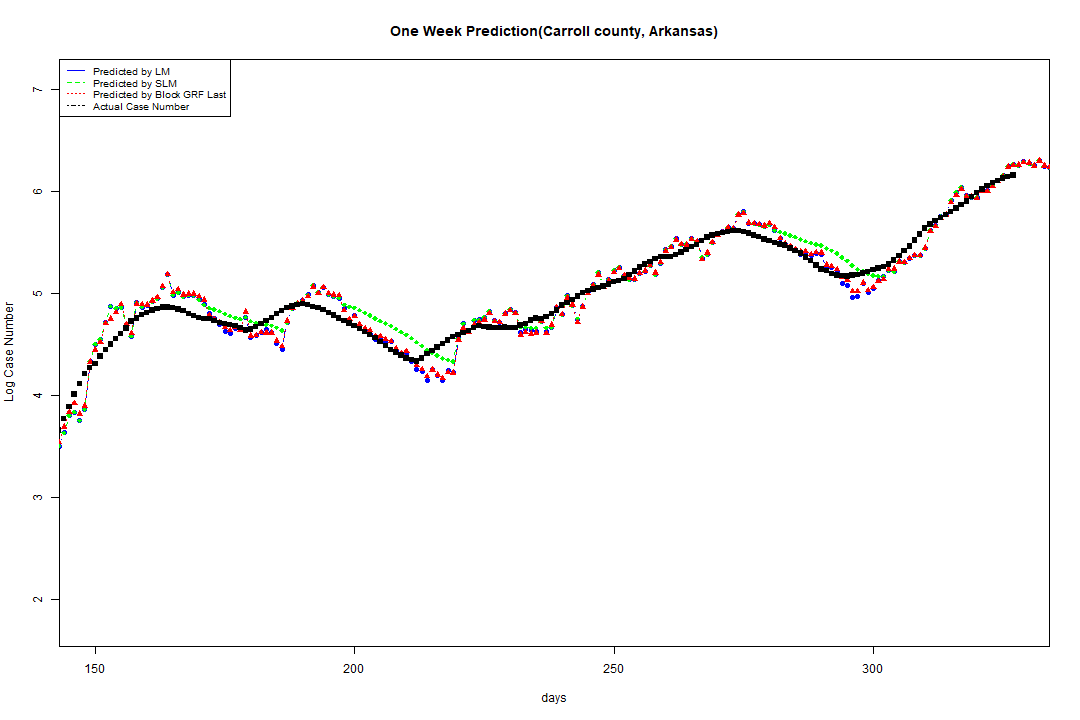 One Week Prediction(Carroll county, Arkansas)
Predicted by LM
Predicted by SLM
Predicted by Block GRF Last
Actual Case Number
7
6
5
4
3
2
Log Case Number
150 200 250 300
days